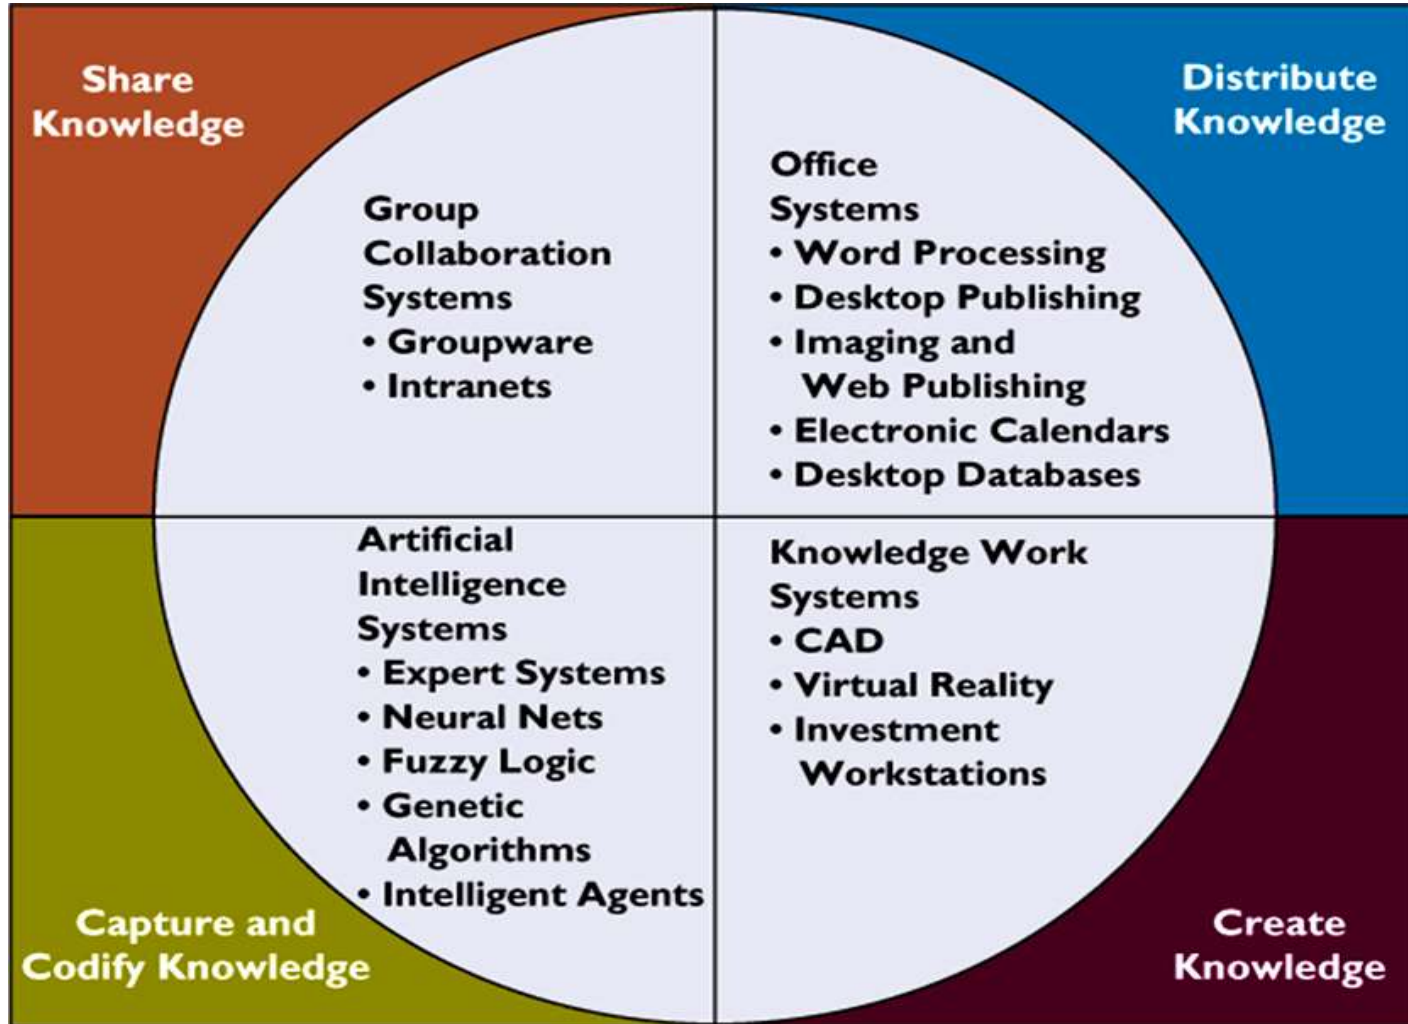 Share
Knowledge
Group
Collaboration
Systems
• Groupware
• Intranets
Distribute
Knowledge
Office
Systems
• Word Processing
• Desktop Publishing
• Imaging and
Web Publishing
• Electronic Calendars
• Desktop Databases
Artificial
Intelligence
Systems
• Expert Systems
• Neural Nets
• Fuzzy Logic
• Genetic
Algorithms
• Intelligent Agents
Capture and
Codify Knowledge
Knowledge Work
Systems
• CAD
• Virtual Reality
• Investment
Workstations
Create
Knowledge